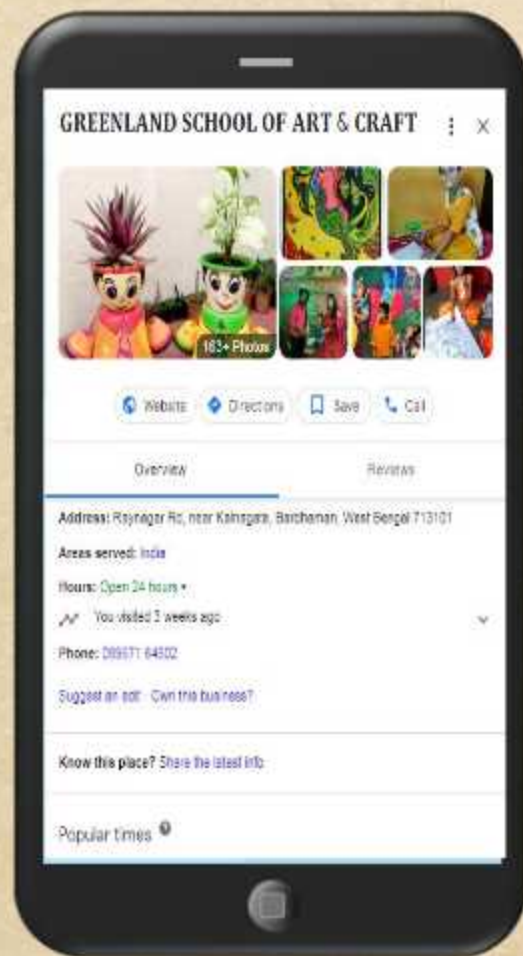 GREENLAND SCHOOL OF ART & CRAFT
163+ Photos
Website Directions Save Call
Overview Reviews
Address: Raynagar Rd, near Kalnagate, Bardhaman, West Bengal 713101
Areas served: India
Hours: Open 24 hours
You visited 3 weeks ago
Phone:
Suggest an edit · Own this business?
Know this place? Share the latest info
Popular times